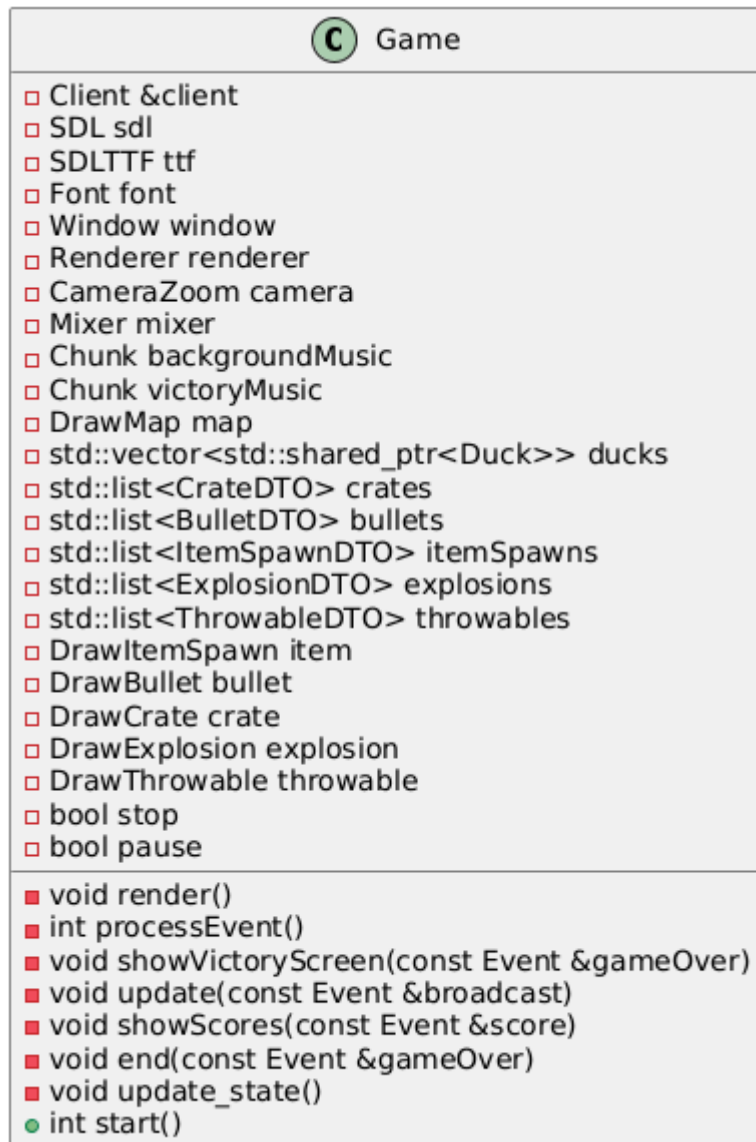 C Game
Client &client
SDL sdl
SDLTTF ttf
Font font
Window window
Renderer renderer
CameraZoom camera
Mixer mixer
Chunk backgroundMusic
Chunk victoryMusic
DrawMap map
std::vector<std::shared_ptr<Duck>> ducks
std::list<CrateDTO> crates
std::list<BulletDTO> bullets
std::list<ItemSpawnDTO> itemSpawns
std::list<ExplosionDTO> explosions
std::list<ThrowableDTO> throwables
DrawItemSpawn item
DrawBullet bullet
DrawCrate crate
DrawExplosion explosion
DrawThrowable throwable
bool stop
bool pause
void render()
int processEvent()
void showVictoryScreen(const Event &gameOver)
void update(const Event &broadcast)
void showScores(const Event &score)
void end(const Event &gameOver)
void update_state()
int start()